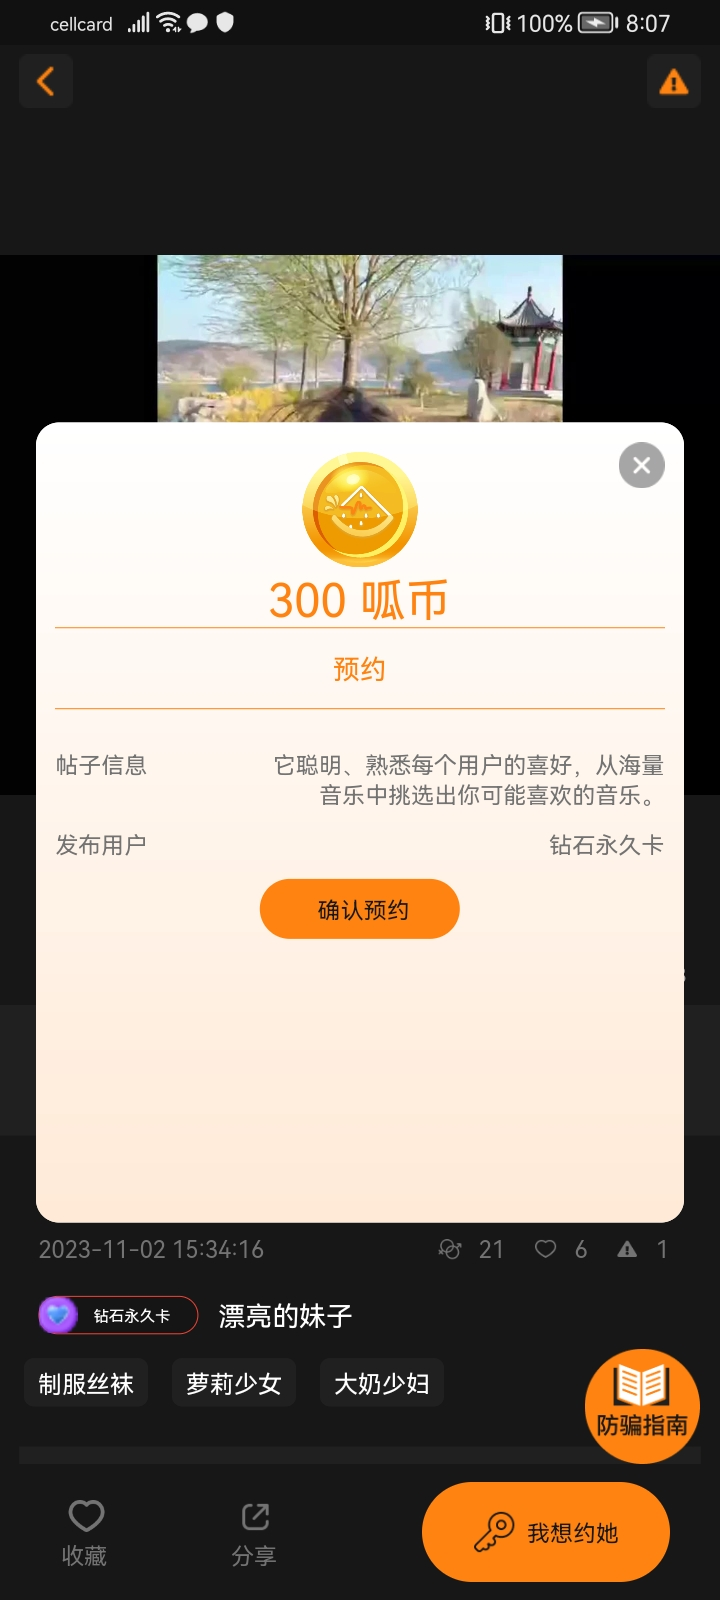 cellcard 100% 8:07
300 呱币
预约
帖子信息 它聪明、熟悉每个用户的喜好，从海量
音乐中挑选出你可能喜欢的音乐。
发布用户 钻石永久卡
确认预约
2023-11-02 15:34:16 21 6 1
钻石永久卡 漂亮的妹子
制服丝袜 萝莉少女 大奶少妇
防骗指南
收藏 分享 我想约她